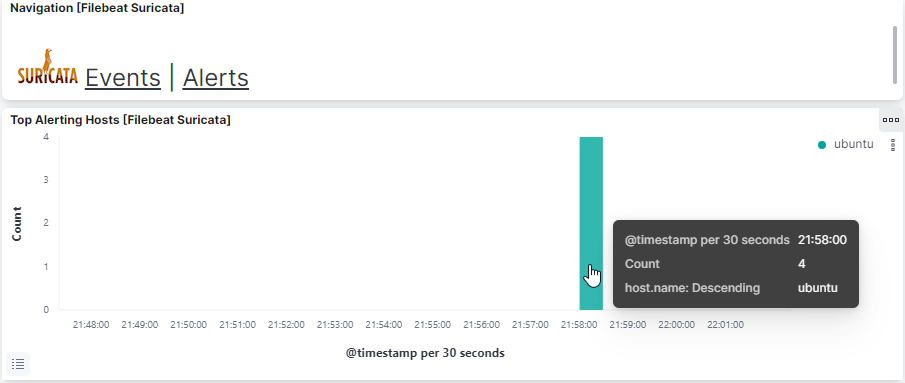 Navigation [Filebeat Suricata]
SURICATA Events | Alerts
Top Alerting Hosts [Filebeat Suricata]
ubuntu
4
3
2
1
0
Count
@timestamp per 30 seconds 21:58:00
Count 4
host.name: Descending ubuntu
21:48:00 21:49:00 21:50:00 21:51:00 21:52:00 21:53:00 21:54:00 21:55:00 21:56:00 21:57:00 21:58:00 21:59:00 22:00:00 22:01:00
@timestamp per 30 seconds